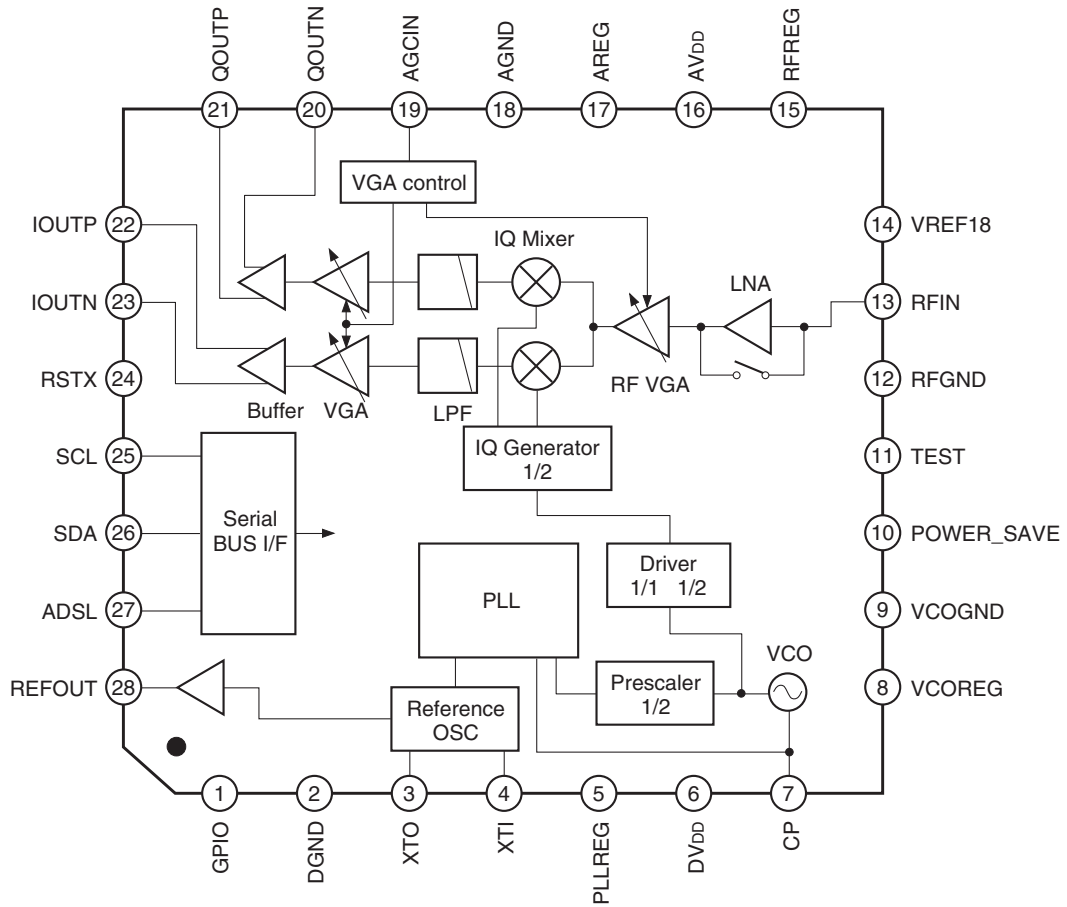 QOUTP
QOUTN
AGCIN
AGND
AREG
AVDD
RFREG
21
20
19
18
17
16
15
VGA control
IOUTP
22
IQ Mixer
14
VREF18
LNA
IOUTN
23
13
RFIN
RSTX
24
RF VGA
12
RFGND
Buffer
VGA
LPF
SCL
25
IQ Generator
1/2
11
TEST
Serial
BUS I/F
SDA
26
10
POWER_SAVE
PLL
Driver
1/1 1/2
ADSL
27
9
VCOGND
VCO
REFOUT
28
Reference
OSC
Prescaler
1/2
8
VCOREG
1
2
3
4
5
6
7
GPIO
DGND
XTO
XTI
PLLREG
DVDD
CP